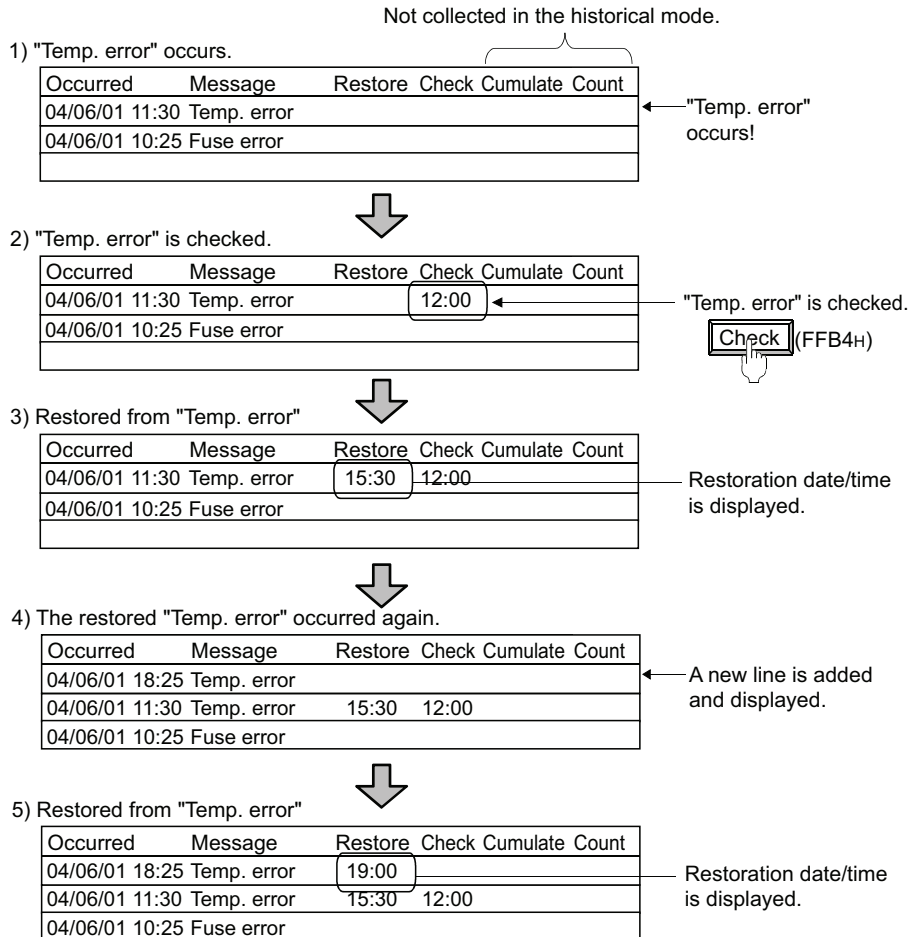 Not collected in the historical mode.
1) "Temp. error" occurs.
Occurred Message Restore Check Cumulate Count
04/06/01 11:30 Temp. error
04/06/01 10:25 Fuse error
"Temp. error"
occurs!
2) "Temp. error" is checked.
Occurred Message Restore Check Cumulate Count
04/06/01 11:30 Temp. error 12:00
04/06/01 10:25 Fuse error
"Temp. error" is checked.
Check (FFB4H)
3) Restored from "Temp. error"
Occurred Message Restore Check Cumulate Count
04/06/01 11:30 Temp. error 15:30 12:00
04/06/01 10:25 Fuse error
Restoration date/time
is displayed.
4) The restored "Temp. error" occurred again.
Occurred Message Restore Check Cumulate Count
04/06/01 18:25 Temp. error
04/06/01 11:30 Temp. error 15:30 12:00
04/06/01 10:25 Fuse error
A new line is added
and displayed.
5) Restored from "Temp. error"
Occurred Message Restore Check Cumulate Count
04/06/01 18:25 Temp. error 19:00
04/06/01 11:30 Temp. error 15:30 12:00
04/06/01 10:25 Fuse error
Restoration date/time
is displayed.